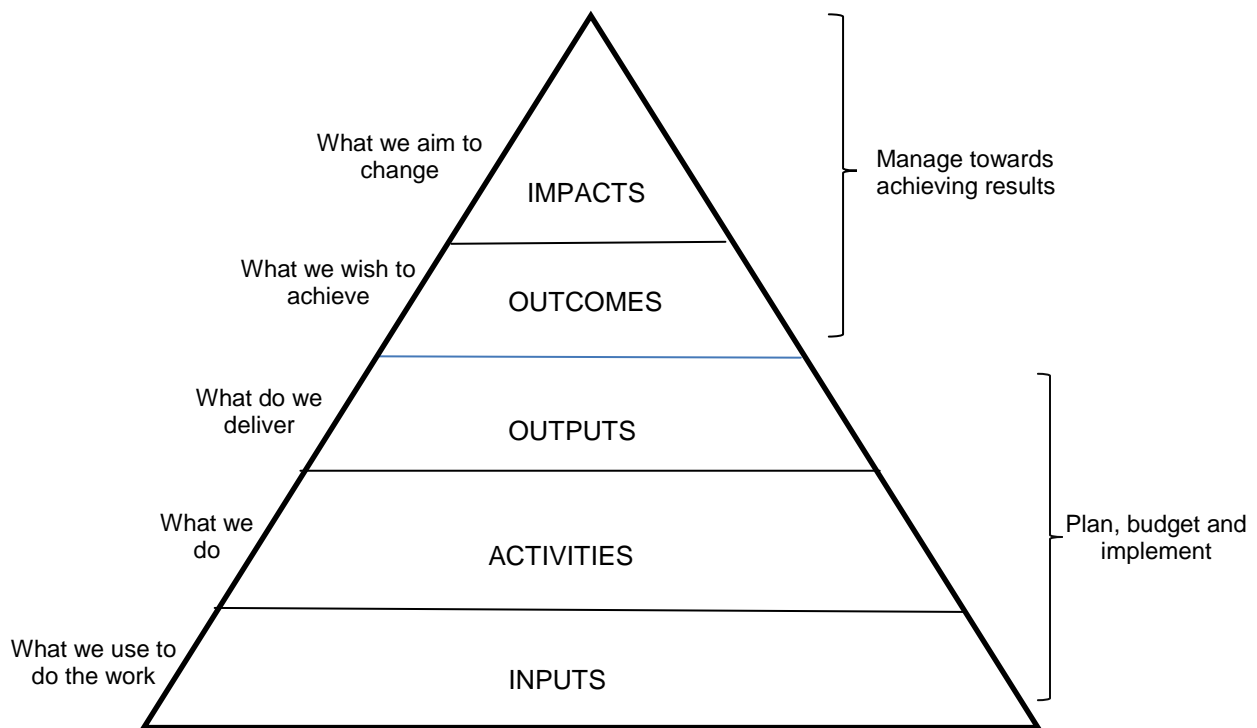 What we aim to
change
IMPACTS
Manage towards
achieving results
What we wish to
achieve
OUTCOMES
What do we
deliver
OUTPUTS
What we
do
ACTIVITIES
Plan, budget and
implement
What we use to
do the work
INPUTS